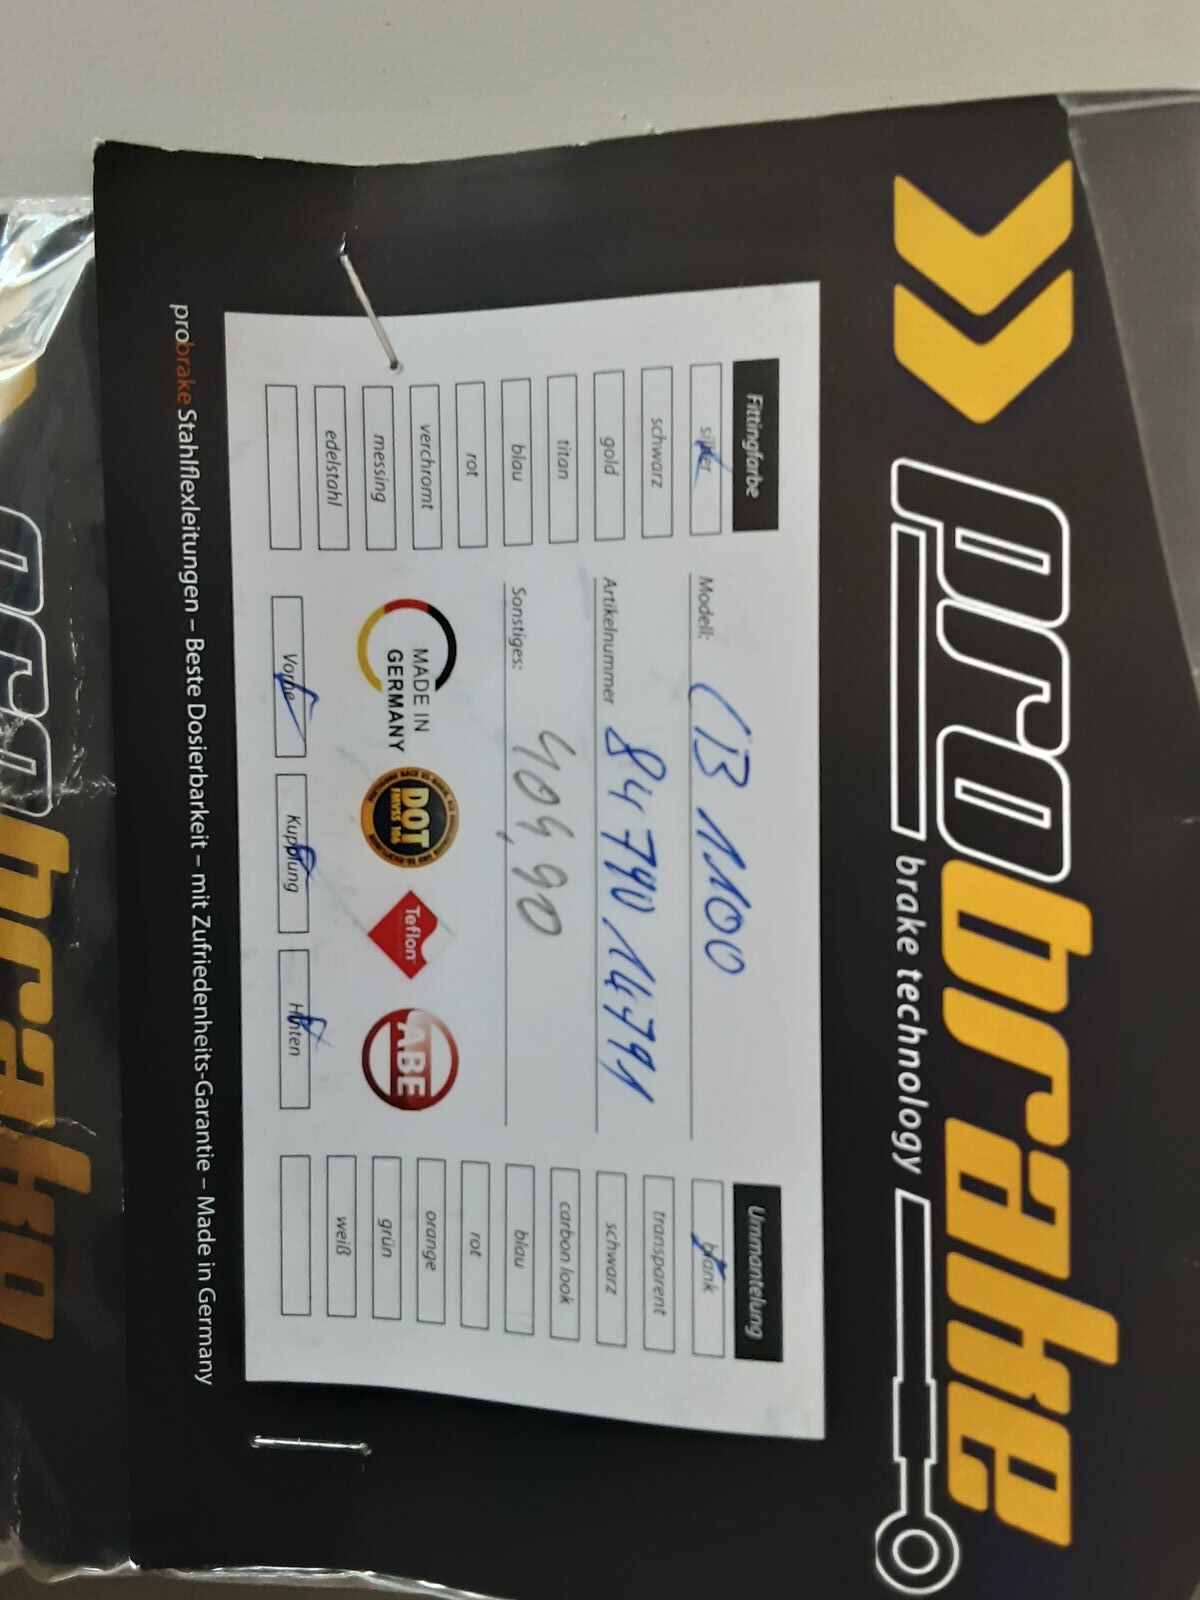 probrake
brake technology
Fittingfarbe
silber
schwarz
gold
titan
blau
rot
verchromt
messing
edelstahl
Modell: CB 1100
Artikelnummer
Sonstiges: 404,90
MADE IN
GERMANY
DOT
FMVSS 106
Teflon
ABE
Vorne
Kupplung
Hinten
Ummantelung
blank
transparent
schwarz
carbon look
blau
rot
orange
grün
weiß
probrake Stahlflexleitungen – Beste Dosierbarkeit – mit Zufriedenheits-Garantie – Made in Germany